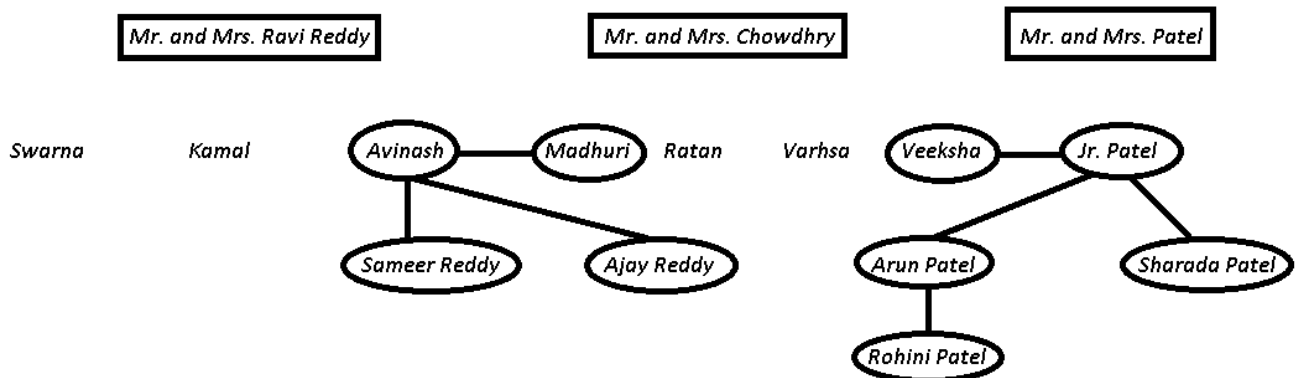 Mr. and Mrs. Ravi Reddy Mr. and Mrs. Chowdhry Mr. and Mrs. Patel
Swarna Kamal Avinash Madhuri Ratan Varhsa Veeksha Jr. Patel
Sameer Reddy Ajay Reddy Arun Patel Sharada Patel
Rohini Patel